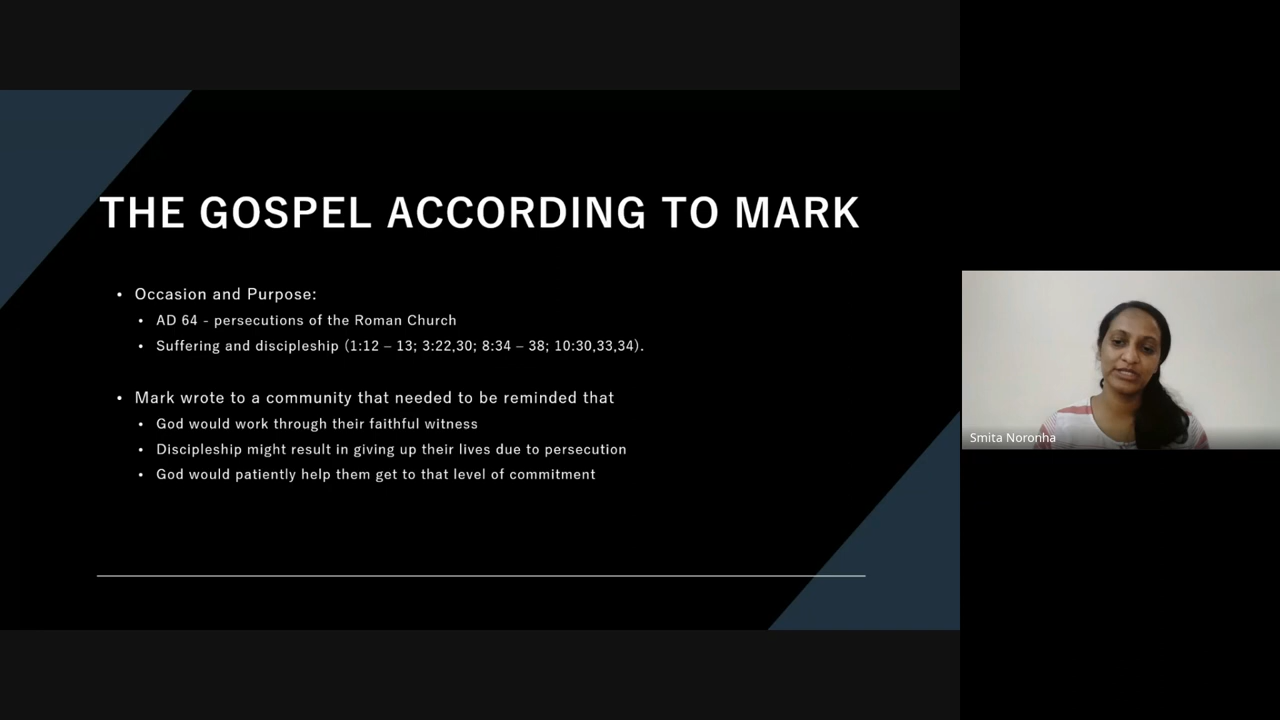 THE GOSPEL ACCORDING TO MARK
• Occasion and Purpose:
• AD 64 - persecutions of the Roman Church
• Suffering and discipleship (1:12 – 13; 3:22,30; 8:34 – 38; 10:30,33,34).
• Mark wrote to a community that needed to be reminded that
• God would work through their faithful witness
• Discipleship might result in giving up their lives due to persecution
• God would patiently help them get to that level of commitment
Smita Noronha